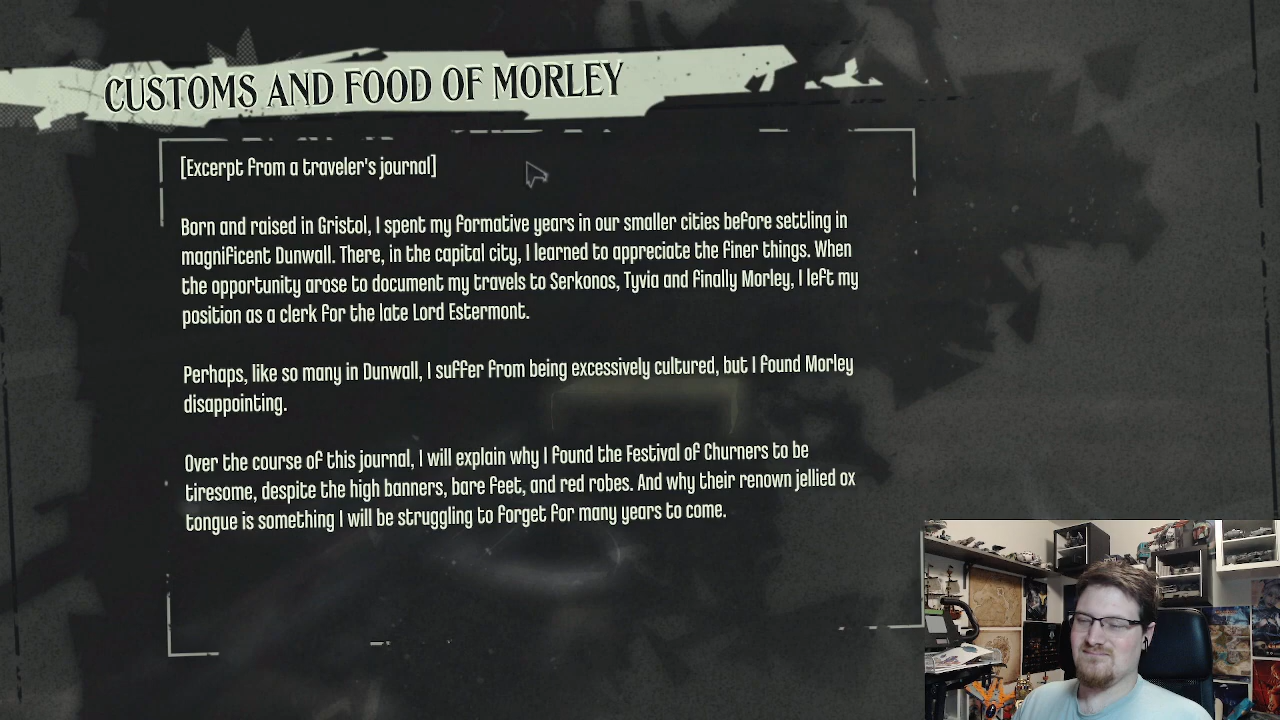 CUSTOMS AND FOOD OF MORLEY
[Excerpt from a traveler's journal]
Born and raised in Gristol, I spent my formative years in our smaller cities before settling in
magnificent Dunwall. There, in the capital city, I learned to appreciate the finer things. When
the opportunity arose to document my travels to Serkonos, Tyvia and finally Morley, I left my
position as a clerk for the late Lord Estermont.
Perhaps, like so many in Dunwall, I suffer from being excessively cultured, but I found Morley
disappointing.
Over the course of this journal, I will explain why I found the Festival of Churners to be
tiresome, despite the high banners, bare feet, and red robes. And why their renown jellied ox
tongue is something I will be struggling to forget for many years to come.